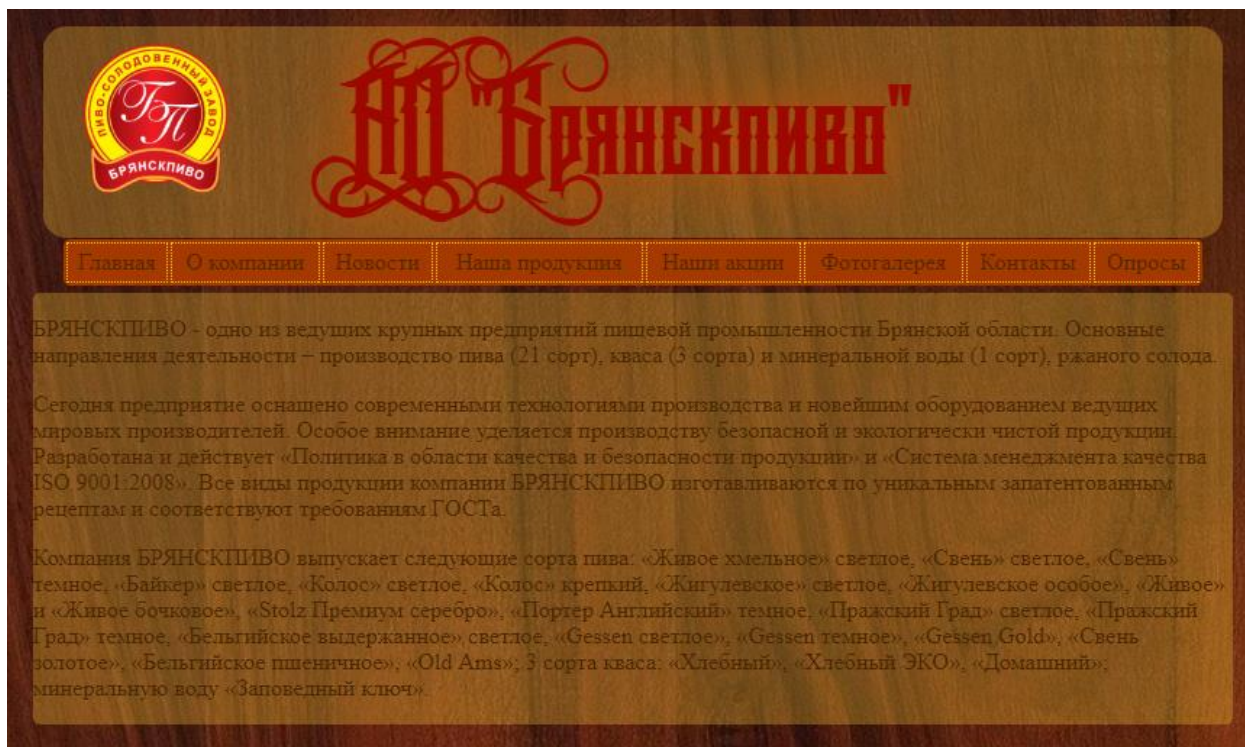 ПИВО-СОЛОДОВЕННЫЙ ЗАВОД
БП
БРЯНСКПИВО
АП "Брянскпиво"
Главная О компании Новости Наша продукция Наши акции Фотогалерея Контакты Опросы
БРЯНСКПИВО - одно из ведущих крупных предприятий пищевой промышленности Брянской области. Основные
направления деятельности – производство пива (21 сорт), кваса (3 сорта) и минеральной воды (1 сорт), ржаного солода.
Сегодня предприятие оснащено современными технологиями производства и новейшим оборудованием ведущих
мировых производителей. Особое внимание уделяется производству безопасной и экологически чистой продукции.
Разработана и действует «Политика в области качества и безопасности продукции» и «Система менеджмента качества
ISO 9001:2008». Все виды продукции компании БРЯНСКПИВО изготавливаются по уникальным запатентованным
рецептам и соответствуют требованиям ГОСТа.
Компания БРЯНСКПИВО выпускает следующие сорта пива: «Живое хмельное» светлое, «Свень» светлое, «Свень»
темное, «Байкер» светлое, «Колос» светлое, «Колос» крепкий, «Жигулевское» светлое, «Жигулевское особое», «Живое»
и «Живое бочковое», «Stolz Премиум серебро», «Портер Английский» темное, «Пражский Град» светлое, «Пражский
Град» темное, «Бельгийское выдержанное» светлое, «Gessen светлое», «Gessen темное», «Gessen Gold», «Свень
золотое», «Бельгийское пшеничное», «Old Ams»; 3 сорта кваса: «Хлебный», «Хлебный ЭКО», «Домашний»;
минеральную воду «Заповедный ключ».